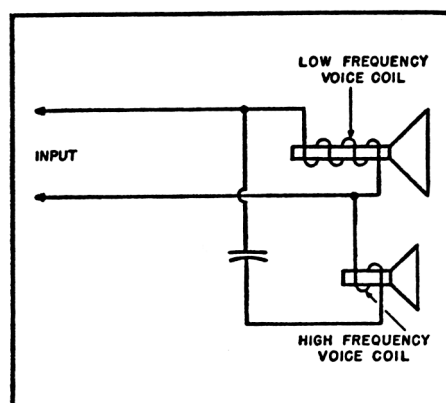 LOW FREQUENCY
VOICE COIL
INPUT
HIGH FREQUENCY
VOICE COIL